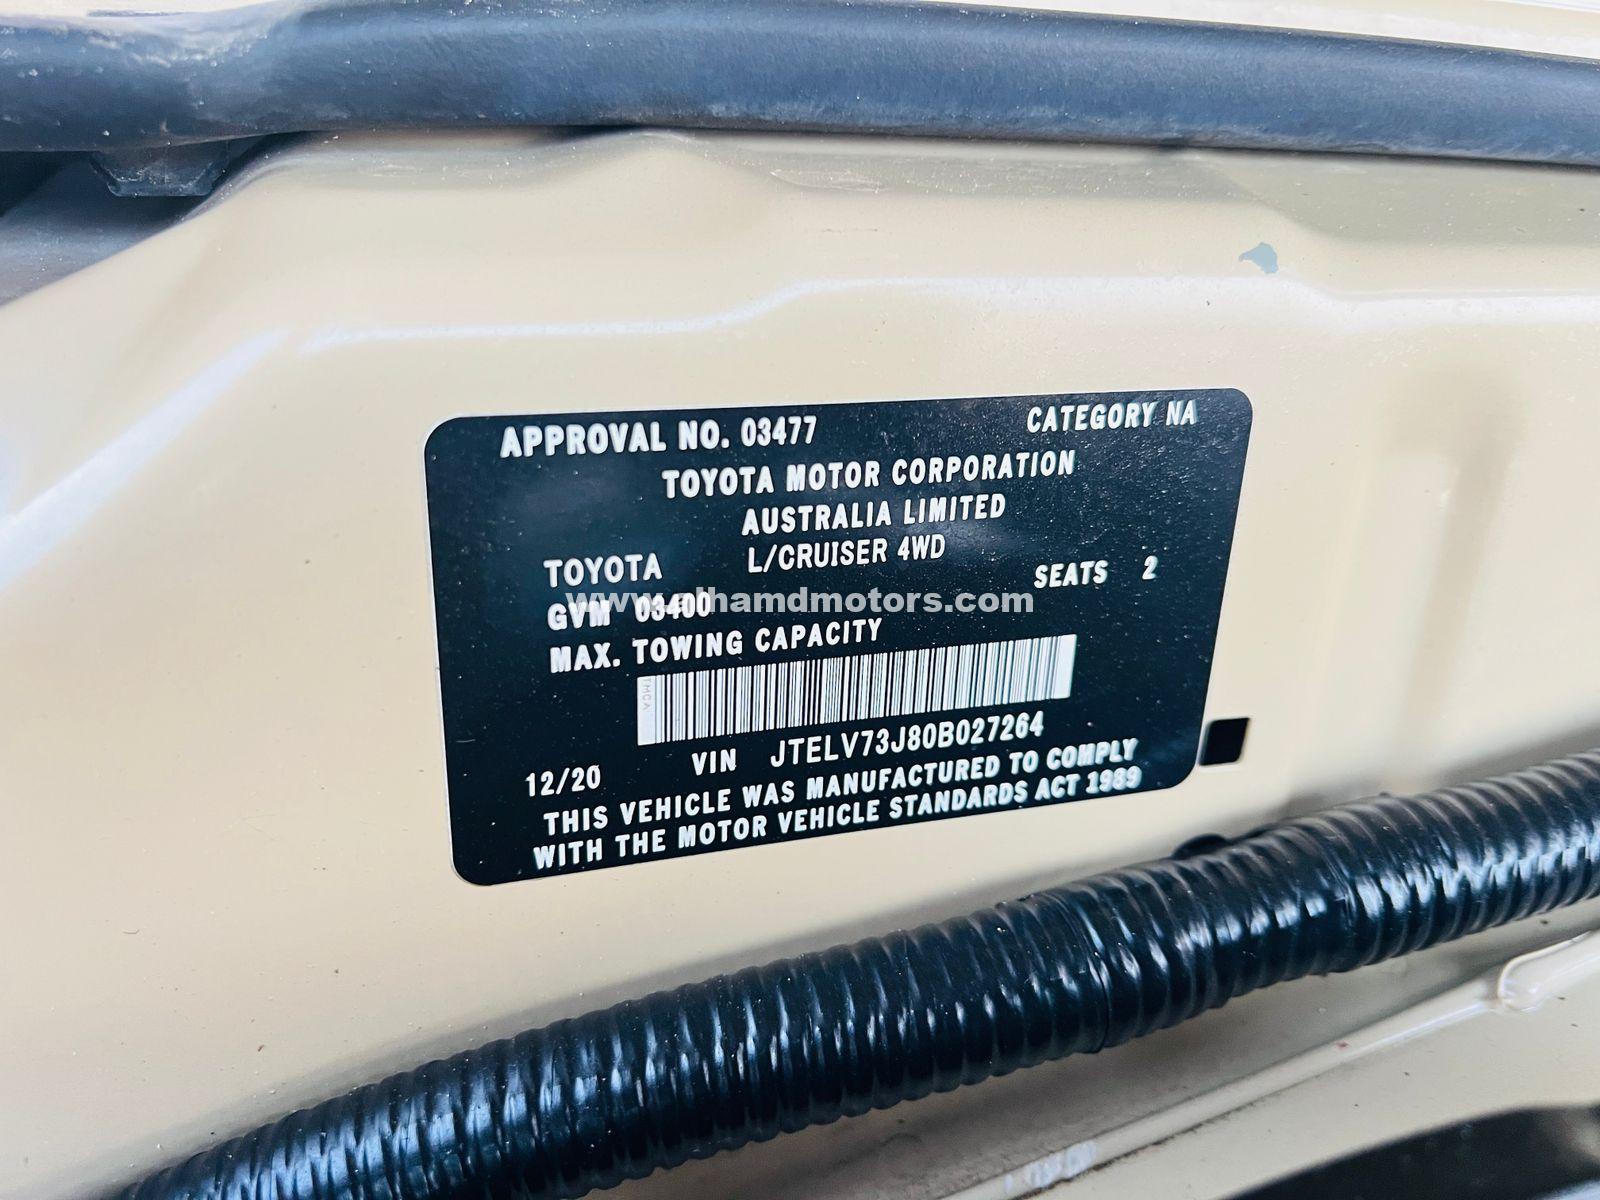 APPROVAL NO. 03477 CATEGORY NA
TOYOTA MOTOR CORPORATION
AUSTRALIA LIMITED
TOYOTA L/CRUISER 4WD
GVM 03400 SEATS 2
www.alhamdmotors.com
MAX. TOWING CAPACITY
TMCA
12/20 VIN JTELV73J80B027264
THIS VEHICLE WAS MANUFACTURED TO COMPLY
WITH THE MOTOR VEHICLE STANDARDS ACT 1989